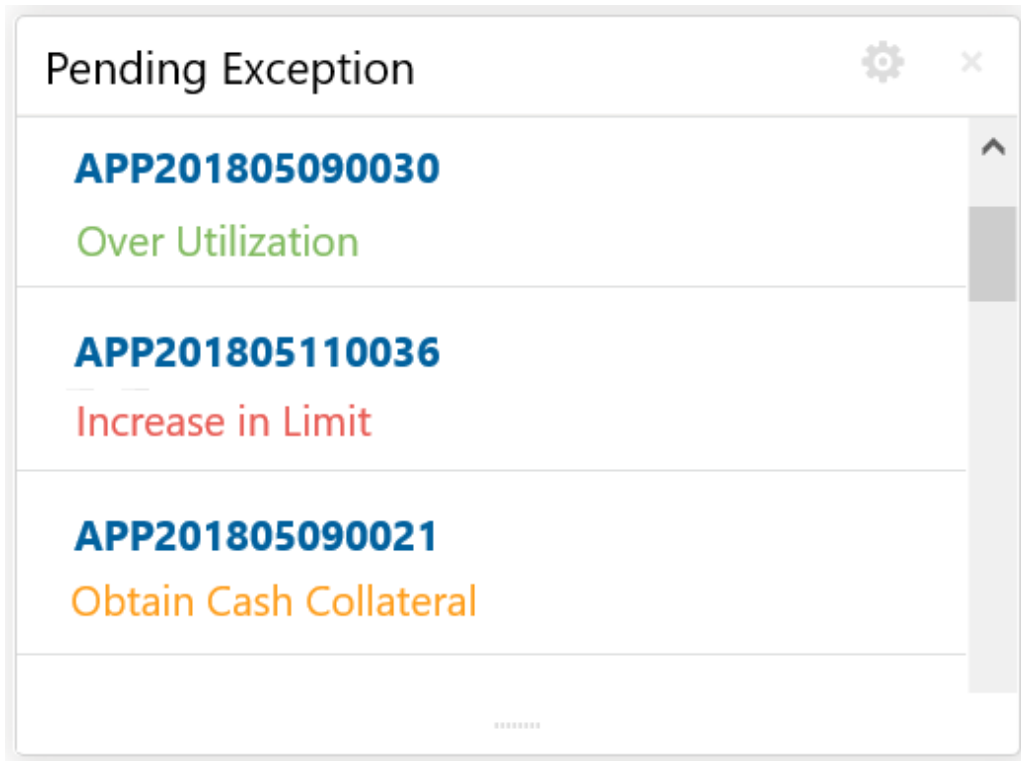 Pending Exception
APP201805090030
Over Utilization
APP201805110036
Increase in Limit
APP201805090021
Obtain Cash Collateral